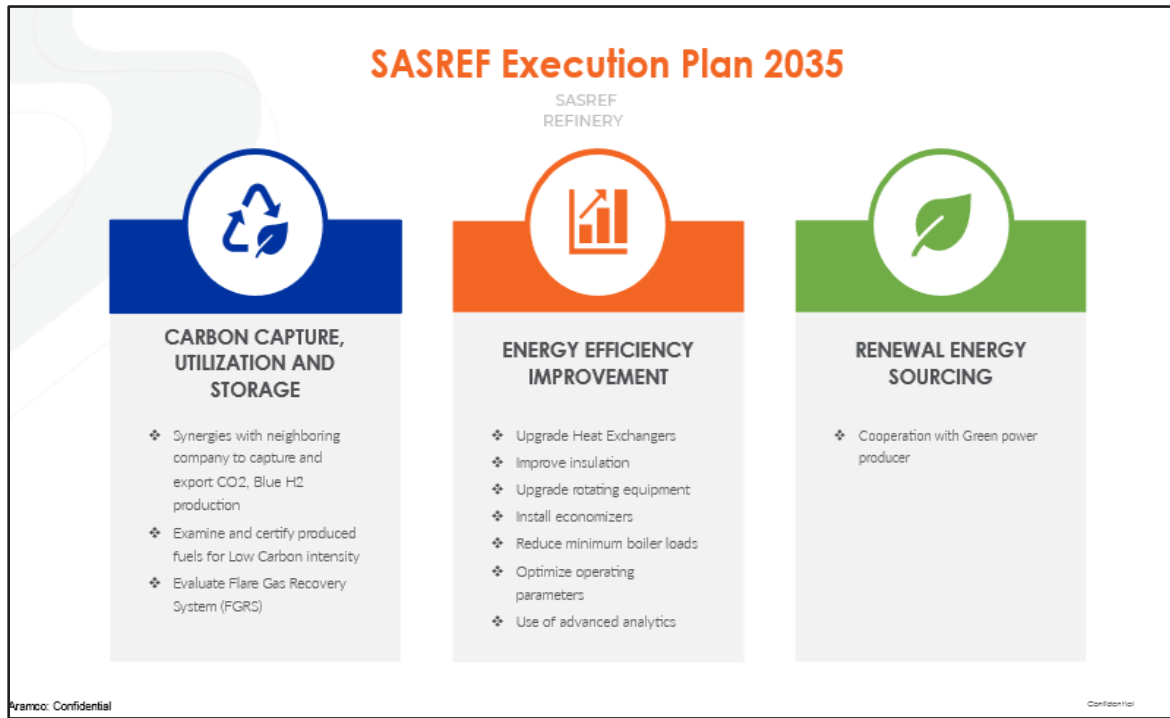 SASREF Execution Plan 2035
SASREF
REFINERY
CARBON CAPTURE,
UTILIZATION AND
STORAGE
❖ Synergies with neighboring
company to capture and
export CO2, Blue H2
production
❖ Examine and certify produced
fuels for Low Carbon intensity
❖ Evaluate Flare Gas Recovery
System (FGRS)
ENERGY EFFICIENCY
IMPROVEMENT
❖ Upgrade Heat Exchangers
❖ Improve insulation
❖ Upgrade rotating equipment
❖ Install economizers
❖ Reduce minimum boiler loads
❖ Optimize operating
parameters
❖ Use of advanced analytics
RENEWAL ENERGY
SOURCING
❖ Cooperation with Green power
producer
Aramco: Confidential
Confidential